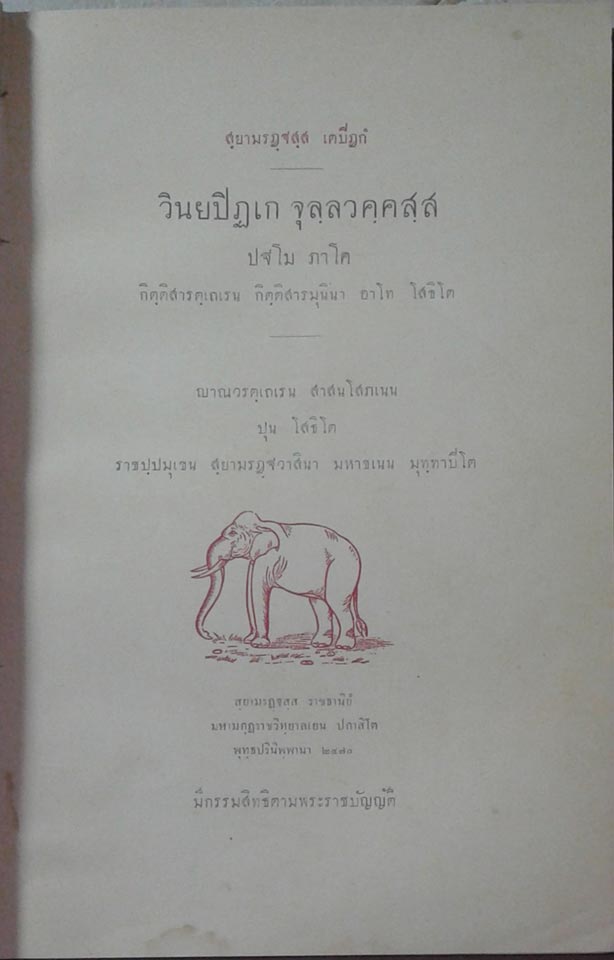 สฺยามรฏฺฐสฺส เตปิฏกํ
วินยปิฏเก จุลฺลวคฺคสฺส
ปฐโม ภาโค
กิตฺติสารตฺเถเรน กิตฺติสารมุนินา อาโท โสธิโต
ญาณวรตฺเถเรน สาสนโสภเนน
ปุน โสธิโต
ราชปฺปมุเขน สฺยามรฏฺฐวาสินา มหาชเนน มุทฺทาปิโต
สฺยามรฏฺฐสฺส ราชธานิยํ
มหามกุฏราชวิทฺยาลเยน ปกาสิโต
พุทฺธปรินิพฺพานา ๒๔๗๐
มีกรรมสิทธิตามพระราชบัญญัติ